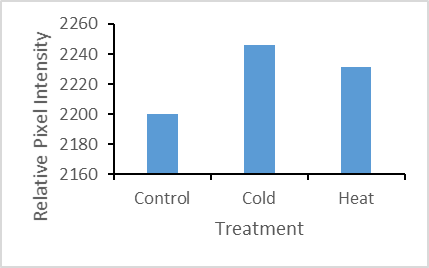 Relative Pixel Intensity
2260
2240
2220
2200
2180
2160
Control
Cold
Heat
Treatment